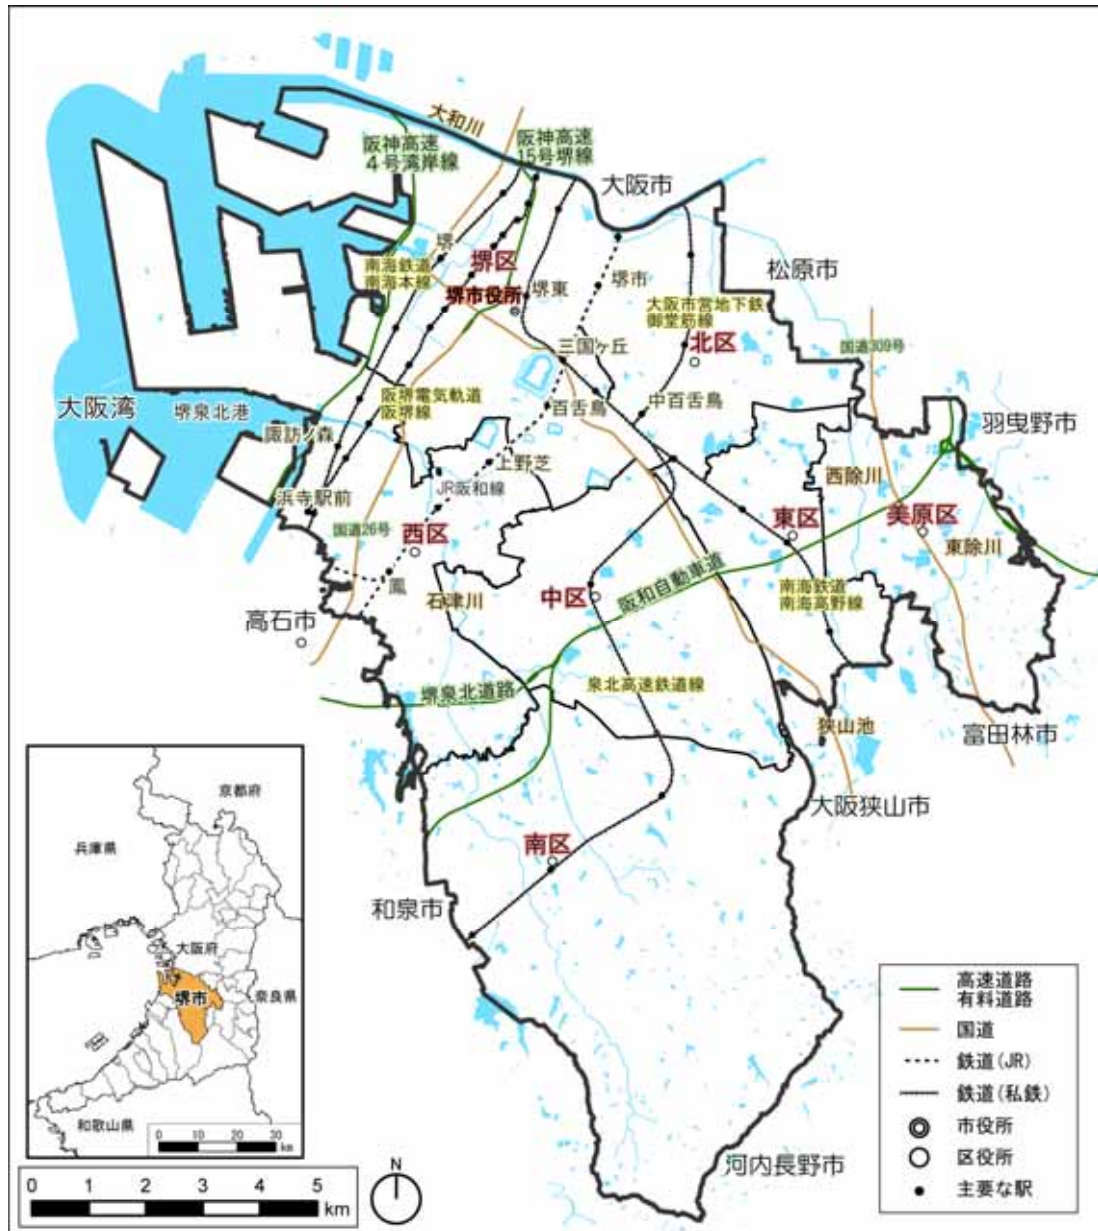 大和川
阪神高速
4号湾岸線
阪神高速
15号堺線
大阪市
松原市
堺
堺区
堺市
南海鉄道
南海本線
堺市役所
堺東
大阪市営地下鉄
御堂筋線
北区
三国ヶ丘
国道309号
大阪湾
堺泉北港
阪堺電気軌道
阪堺線
百舌鳥
中百舌鳥
羽曳野市
諏訪ノ森
上野芝
西除川
浜寺駅前
JR阪和線
国道26号
西区
東区
美原区
東除川
鳳
石津川
中区
阪和自動車道
南海鉄道
南海高野線
高石市
堺泉北道路
泉北高速鉄道線
狭山池
富田林市
大阪狭山市
南区
和泉市
河内長野市
京都府
兵庫県
大阪府
堺市
奈良県
和歌山県
0 10 20 30
km
0 1 2 3 4 5
km
N
高速道路
有料道路
国道
鉄道(JR)
鉄道(私鉄)
市役所
区役所
主要な駅